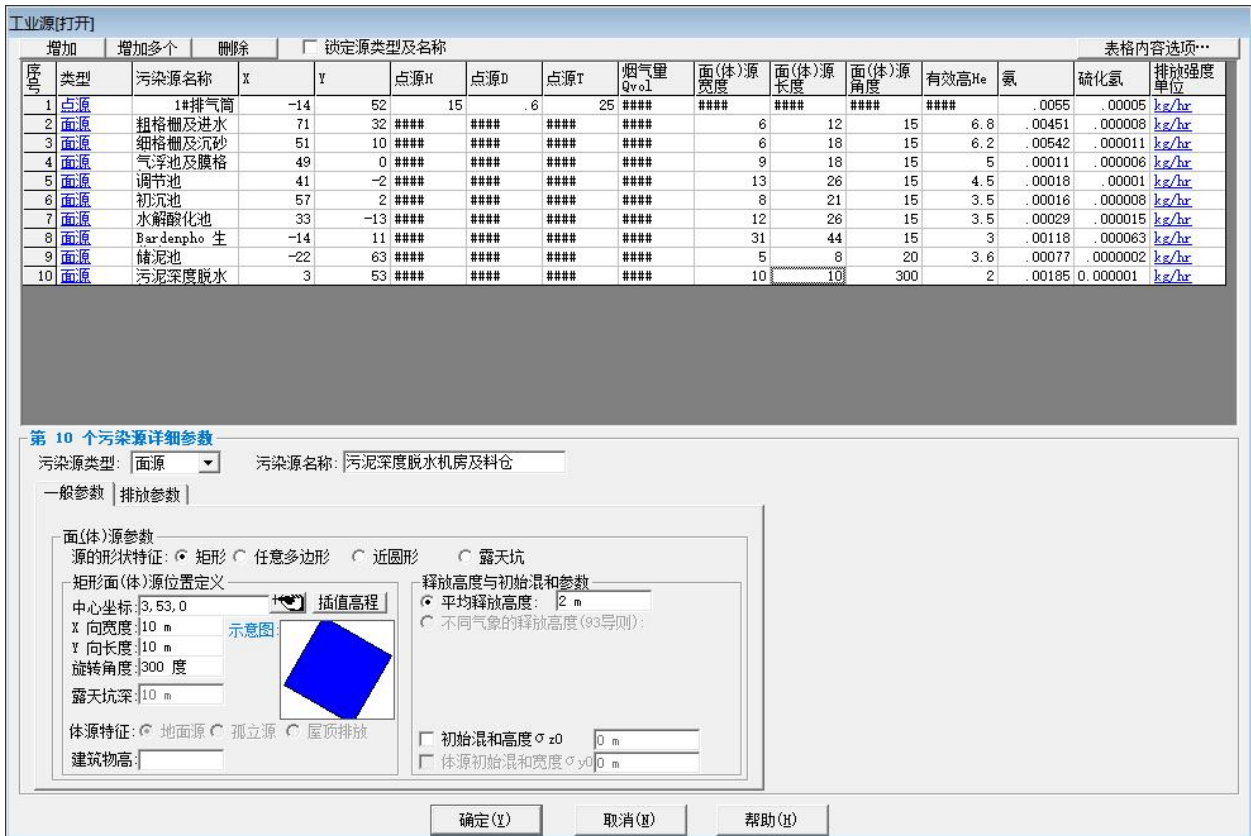 工业源[打开]
增加 增加多个 删除 锁定源类型及名称 表格内容选项…
序号 类型 污染源名称 X Y 点源H 点源D 点源T 烟气量Qvol 面(体)源宽度 面(体)源长度 面(体)源角度 有效高He 氨 硫化氢 排放强度单位
1 点源 1#排气筒 -14 52 15 .6 25 #### #### #### #### #### .0055 .00005 kg/hr
2 面源 粗格栅及进水 71 32 #### #### #### #### 6 12 15 6.8 .00451 .000008 kg/hr
3 面源 细格栅及沉砂 51 10 #### #### #### #### 6 18 15 6.2 .00542 .000011 kg/hr
4 面源 气浮池及膜格 49 0 #### #### #### #### 9 18 15 5 .00011 .000006 kg/hr
5 面源 调节池 41 -2 #### #### #### #### 13 26 15 4.5 .00018 .00001 kg/hr
6 面源 初沉池 57 2 #### #### #### #### 8 21 15 3.5 .00016 .000008 kg/hr
7 面源 水解酸化池 33 -13 #### #### #### #### 12 26 15 3.5 .00029 .000015 kg/hr
8 面源 Bardenpho 生 -14 11 #### #### #### #### 31 44 15 3 .00118 .000063 kg/hr
9 面源 储泥池 -22 63 #### #### #### #### 5 8 20 3.6 .00077 .0000002 kg/hr
10 面源 污泥深度脱水 3 53 #### #### #### #### 10 10 300 2 .00185 0.000001 kg/hr
第 10 个污染源详细参数
污染源类型: 面源 污染源名称: 污泥深度脱水机房及料仓
一般参数 排放参数
面(体)源参数
源的形状特征: 矩形 任意多边形 近圆形 露天坑
矩形面(体)源位置定义 释放高度与初始混和参数
中心坐标: 3,53,0 插值高程 平均释放高度: 2 m
X 向宽度: 10 m 示意图: 不同气象的释放高度(93导则):
Y 向长度: 10 m
旋转角度: 300 度
露天坑深: 10 m
体源特征: 地面源 孤立源 屋顶排放 初始混和高度σz0 0 m
建筑物高: 体源初始混和宽度σy0 0 m
确定(Y) 取消(N) 帮助(H)